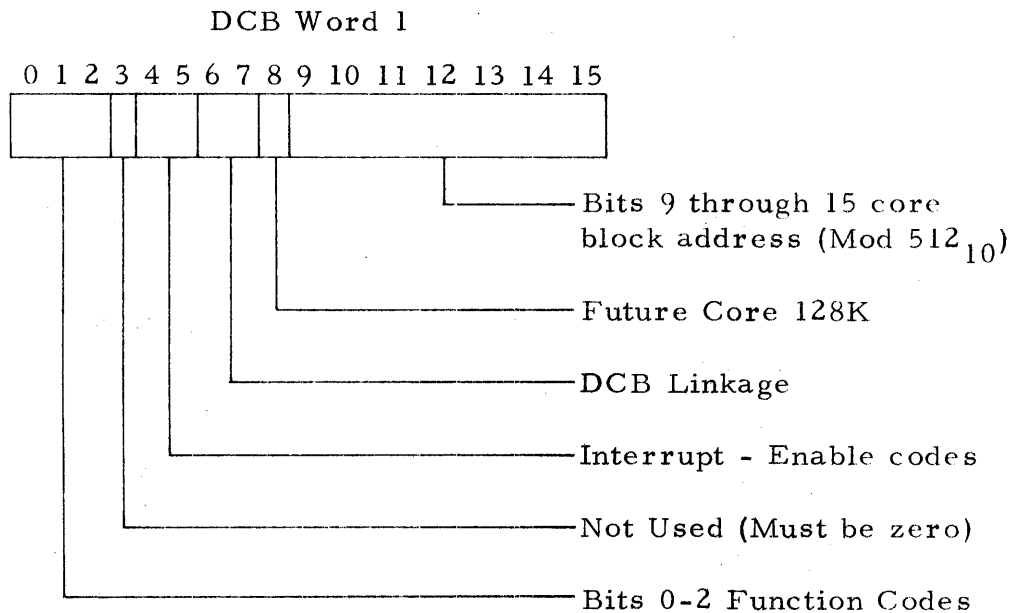 DCB Word 1
0 1 2 3 4 5 6 7 8 9 10 11 12 13 14 15
Bits 9 through 15 core
block address (Mod 512₁₀)
Future Core 128K
DCB Linkage
Interrupt - Enable codes
Not Used (Must be zero)
Bits 0-2 Function Codes